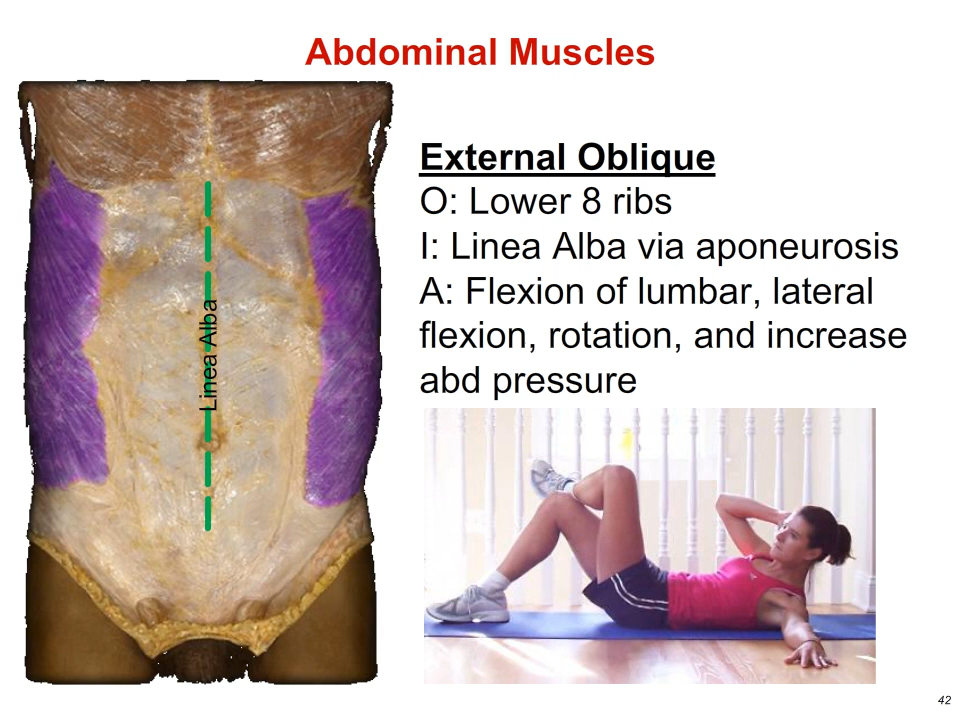 Abdominal Muscles
External Oblique
O: Lower 8 ribs
I: Linea Alba via aponeurosis
A: Flexion of lumbar, lateral
flexion, rotation, and increase
abd pressure
Linea Alba
42